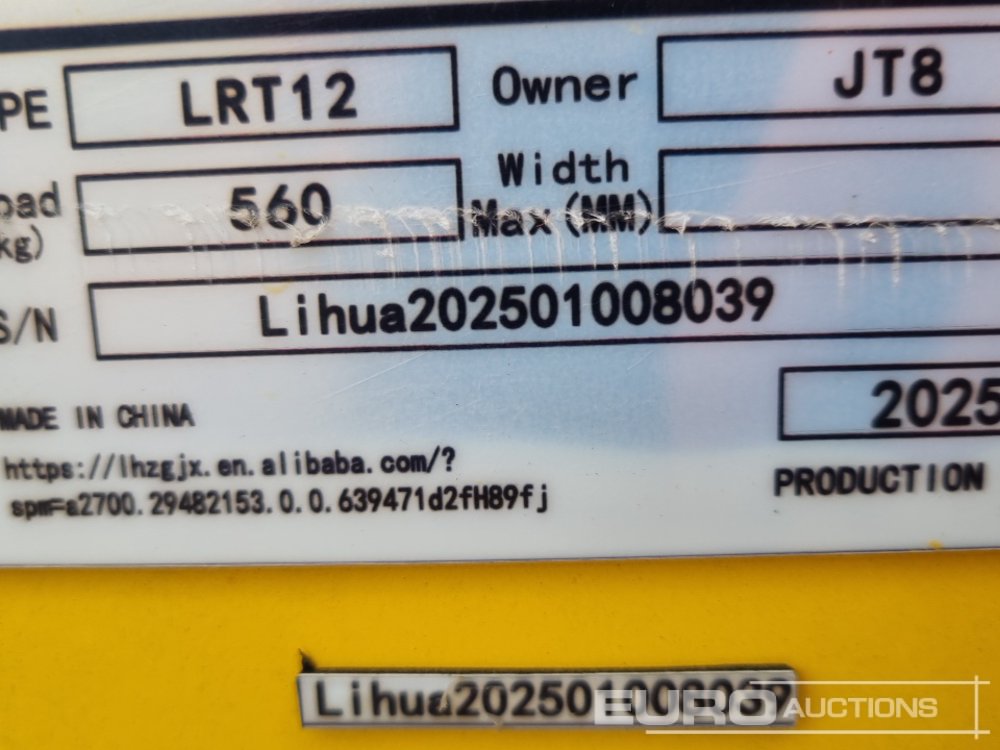 PE LRT12 Owner JT8
oad 560 Width
kg) Max(MM)
S/N Lihua202501008039
2025
MADE IN CHINA
https://lhzgjx.en.alibaba.com/?
spm=a2700.29482153.0.0.639471d2fH89fj
PRODUCTION
Lihua202501008039
EURO AUCTIONS